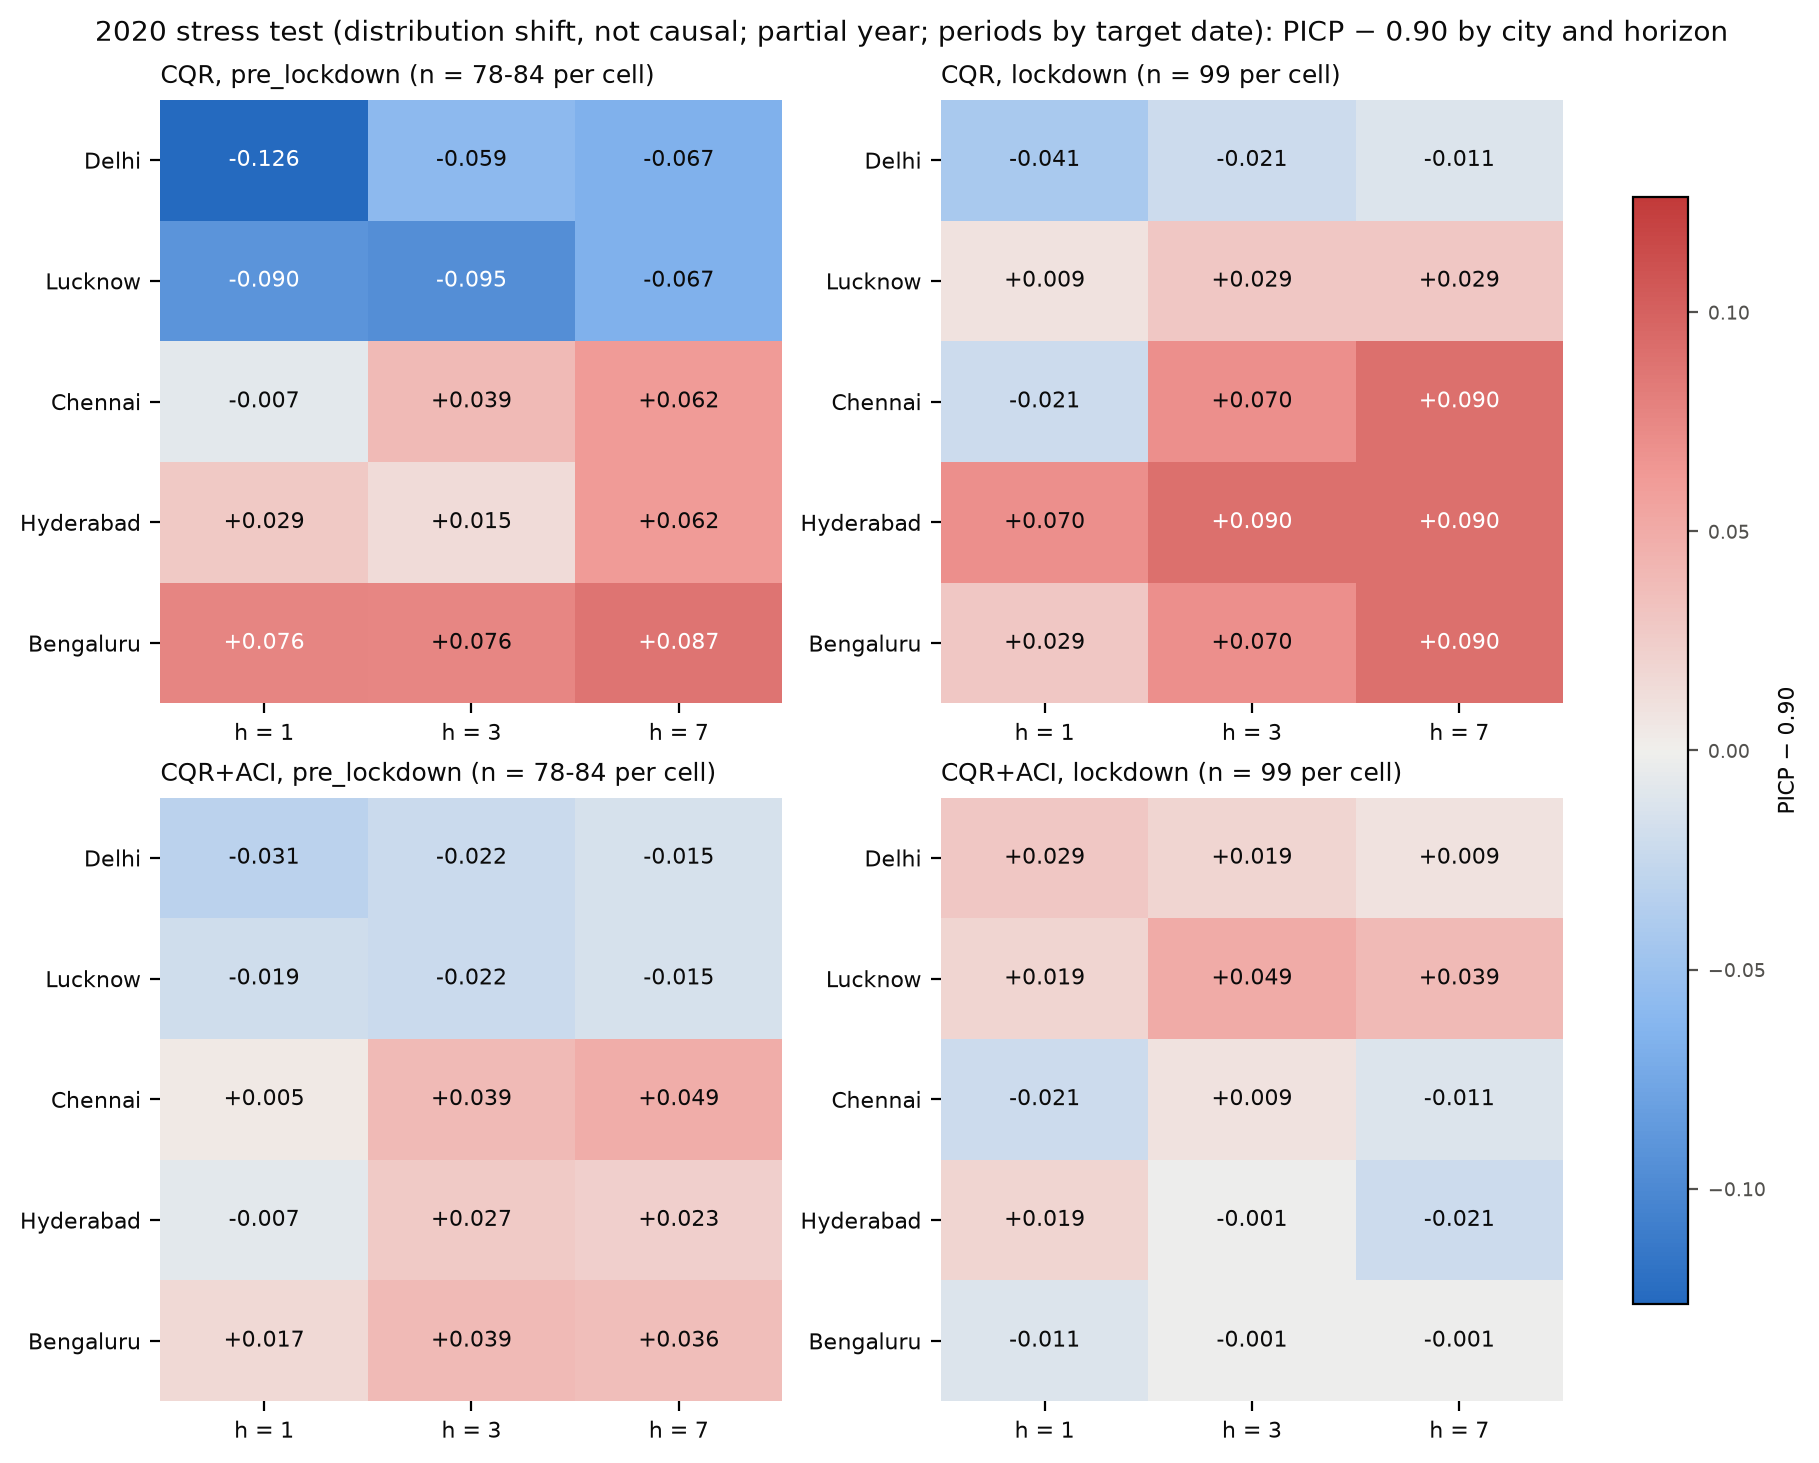 2020 stress test (distribution shift, not causal; partial year; periods by target date): PICP − 0.90 by city and horizon
CQR, pre_lockdown (n = 78-84 per cell)
Delhi -0.126 -0.059 -0.067
Lucknow -0.090 -0.095 -0.067
Chennai -0.007 +0.039 +0.062
Hyderabad +0.029 +0.015 +0.062
Bengaluru +0.076 +0.076 +0.087
h = 1 h = 3 h = 7
CQR, lockdown (n = 99 per cell)
Delhi -0.041 -0.021 -0.011
Lucknow +0.009 +0.029 +0.029
Chennai -0.021 +0.070 +0.090
Hyderabad +0.070 +0.090 +0.090
Bengaluru +0.029 +0.070 +0.090
h = 1 h = 3 h = 7
CQR+ACI, pre_lockdown (n = 78-84 per cell)
Delhi -0.031 -0.022 -0.015
Lucknow -0.019 -0.022 -0.015
Chennai +0.005 +0.039 +0.049
Hyderabad -0.007 +0.027 +0.023
Bengaluru +0.017 +0.039 +0.036
h = 1 h = 3 h = 7
CQR+ACI, lockdown (n = 99 per cell)
Delhi +0.029 +0.019 +0.009
Lucknow +0.019 +0.049 +0.039
Chennai -0.021 +0.009 -0.011
Hyderabad +0.019 -0.001 -0.021
Bengaluru -0.011 -0.001 -0.001
h = 1 h = 3 h = 7
0.10
0.05
0.00
−0.05
−0.10
PICP − 0.90